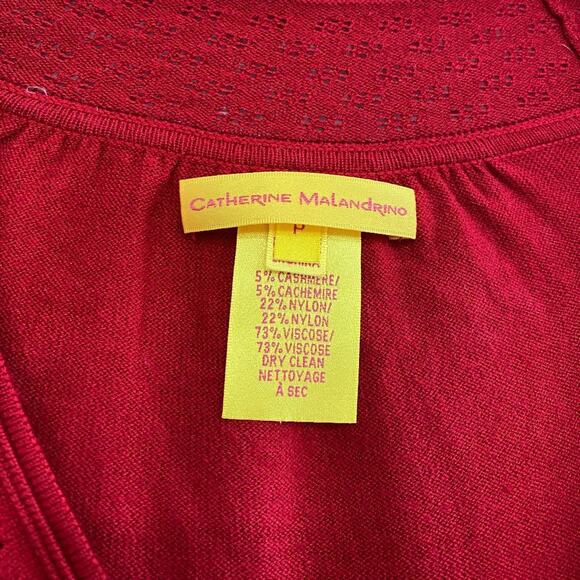 Catherine Malandrino
P
5% CASHMERE/
5% CACHEMIRE
22% NYLON/
22% NYLON
73% VISCOSE/
73% VISCOSE
DRY CLEAN
NETTOYAGE
À SEC